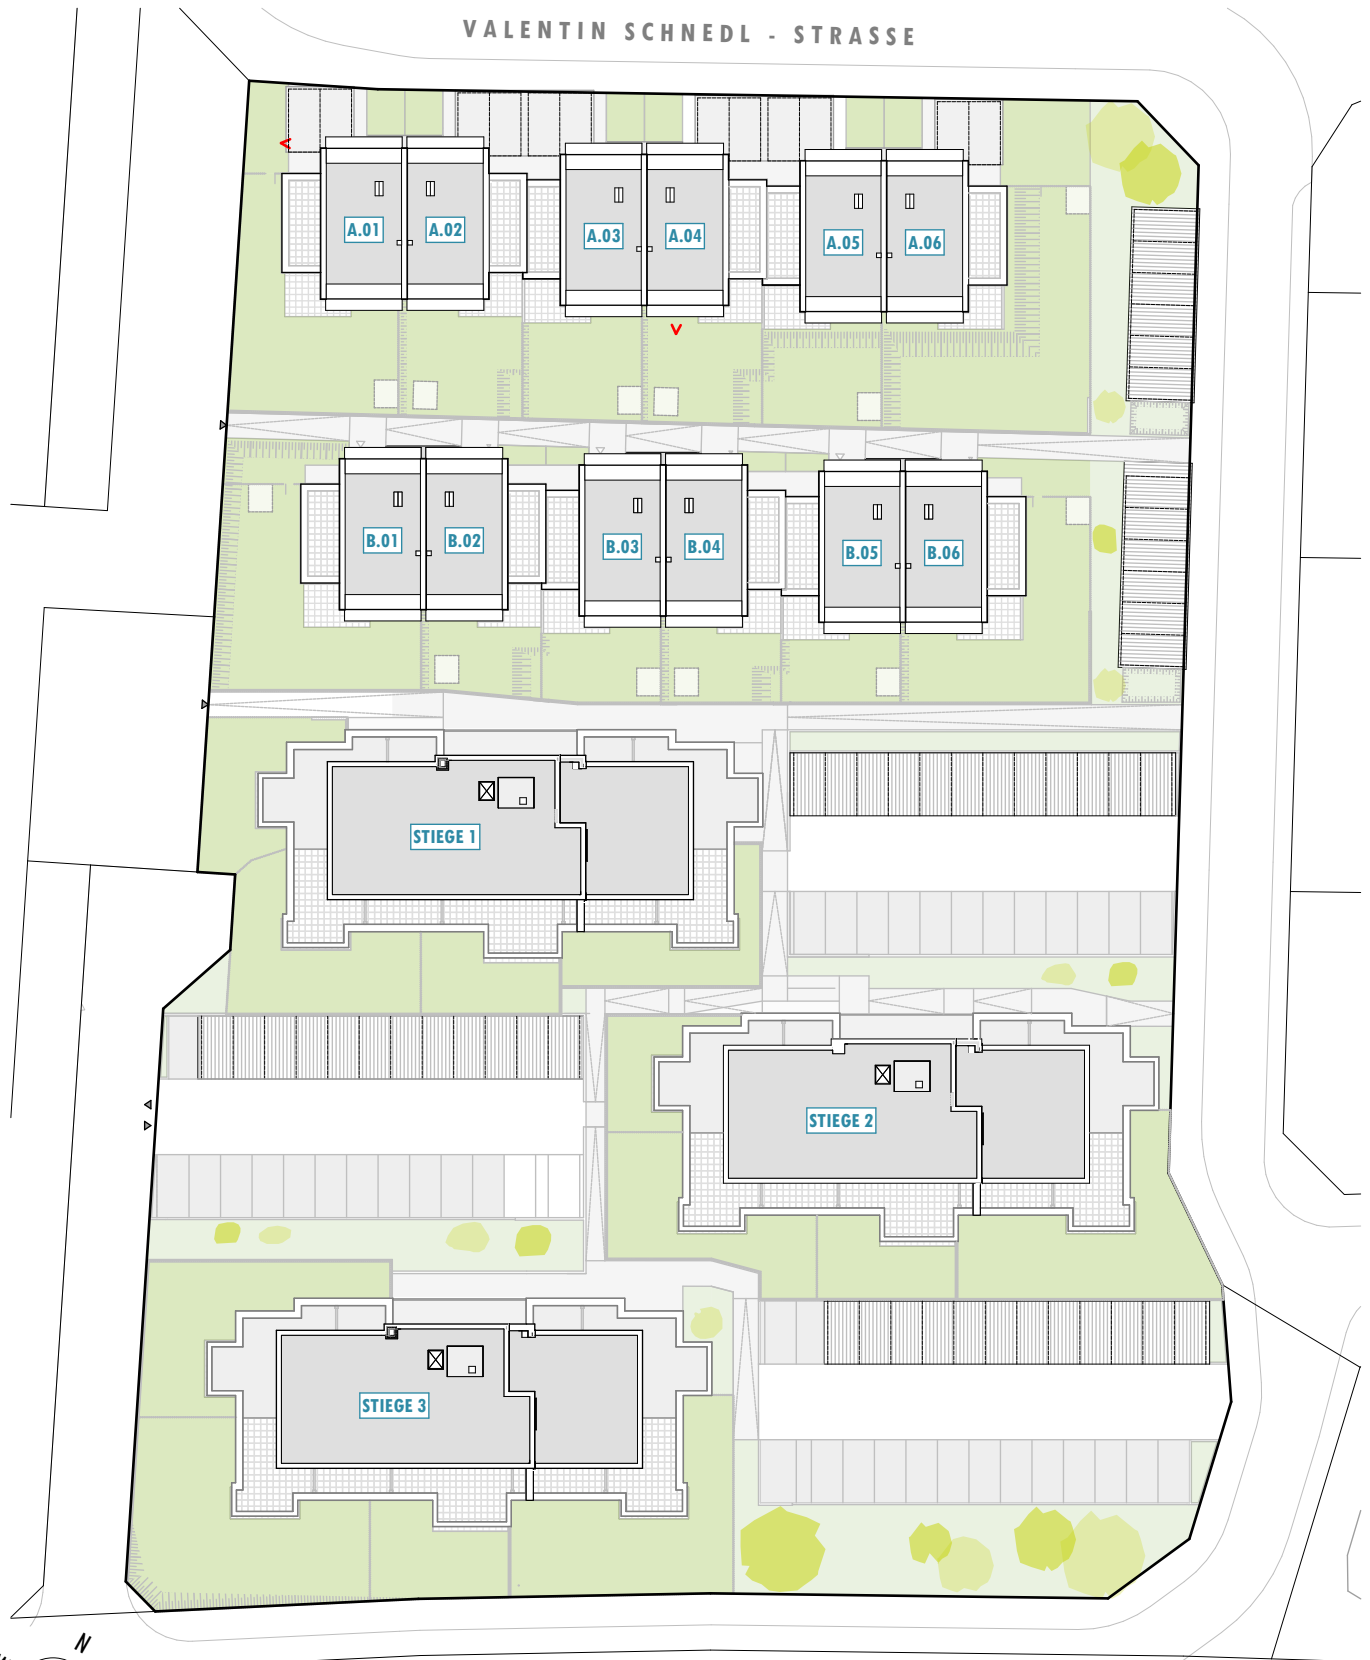 VALENTIN SCHNEDL - STRASSE
A.01
A.02
A.03
A.04
A.05
A.06
B.01
B.02
B.03
B.04
B.05
B.06
STIEGE 1
STIEGE 2
STIEGE 3
N